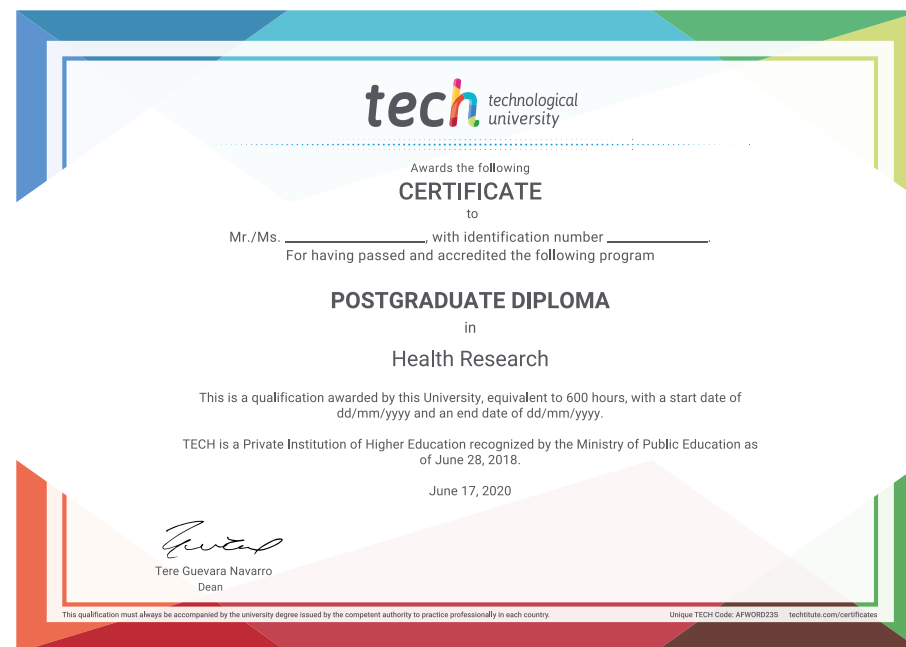 tech technological
university
Awards the following
CERTIFICATE
to
Mr./Ms. ____________________, with identification number ______________.
For having passed and accredited the following program
POSTGRADUATE DIPLOMA
in
Health Research
This is a qualification awarded by this University, equivalent to 600 hours, with a start date of
dd/mm/yyyy and an end date of dd/mm/yyyy.
TECH is a Private Institution of Higher Education recognized by the Ministry of Public Education as
of June 28, 2018.
June 17, 2020
Tere Guevara Navarro
Dean
This qualification must always be accompanied by the university degree issued by the competent authority to practice professionally in each country. Unique TECH Code: AFWORD23S techtitute.com/certificates